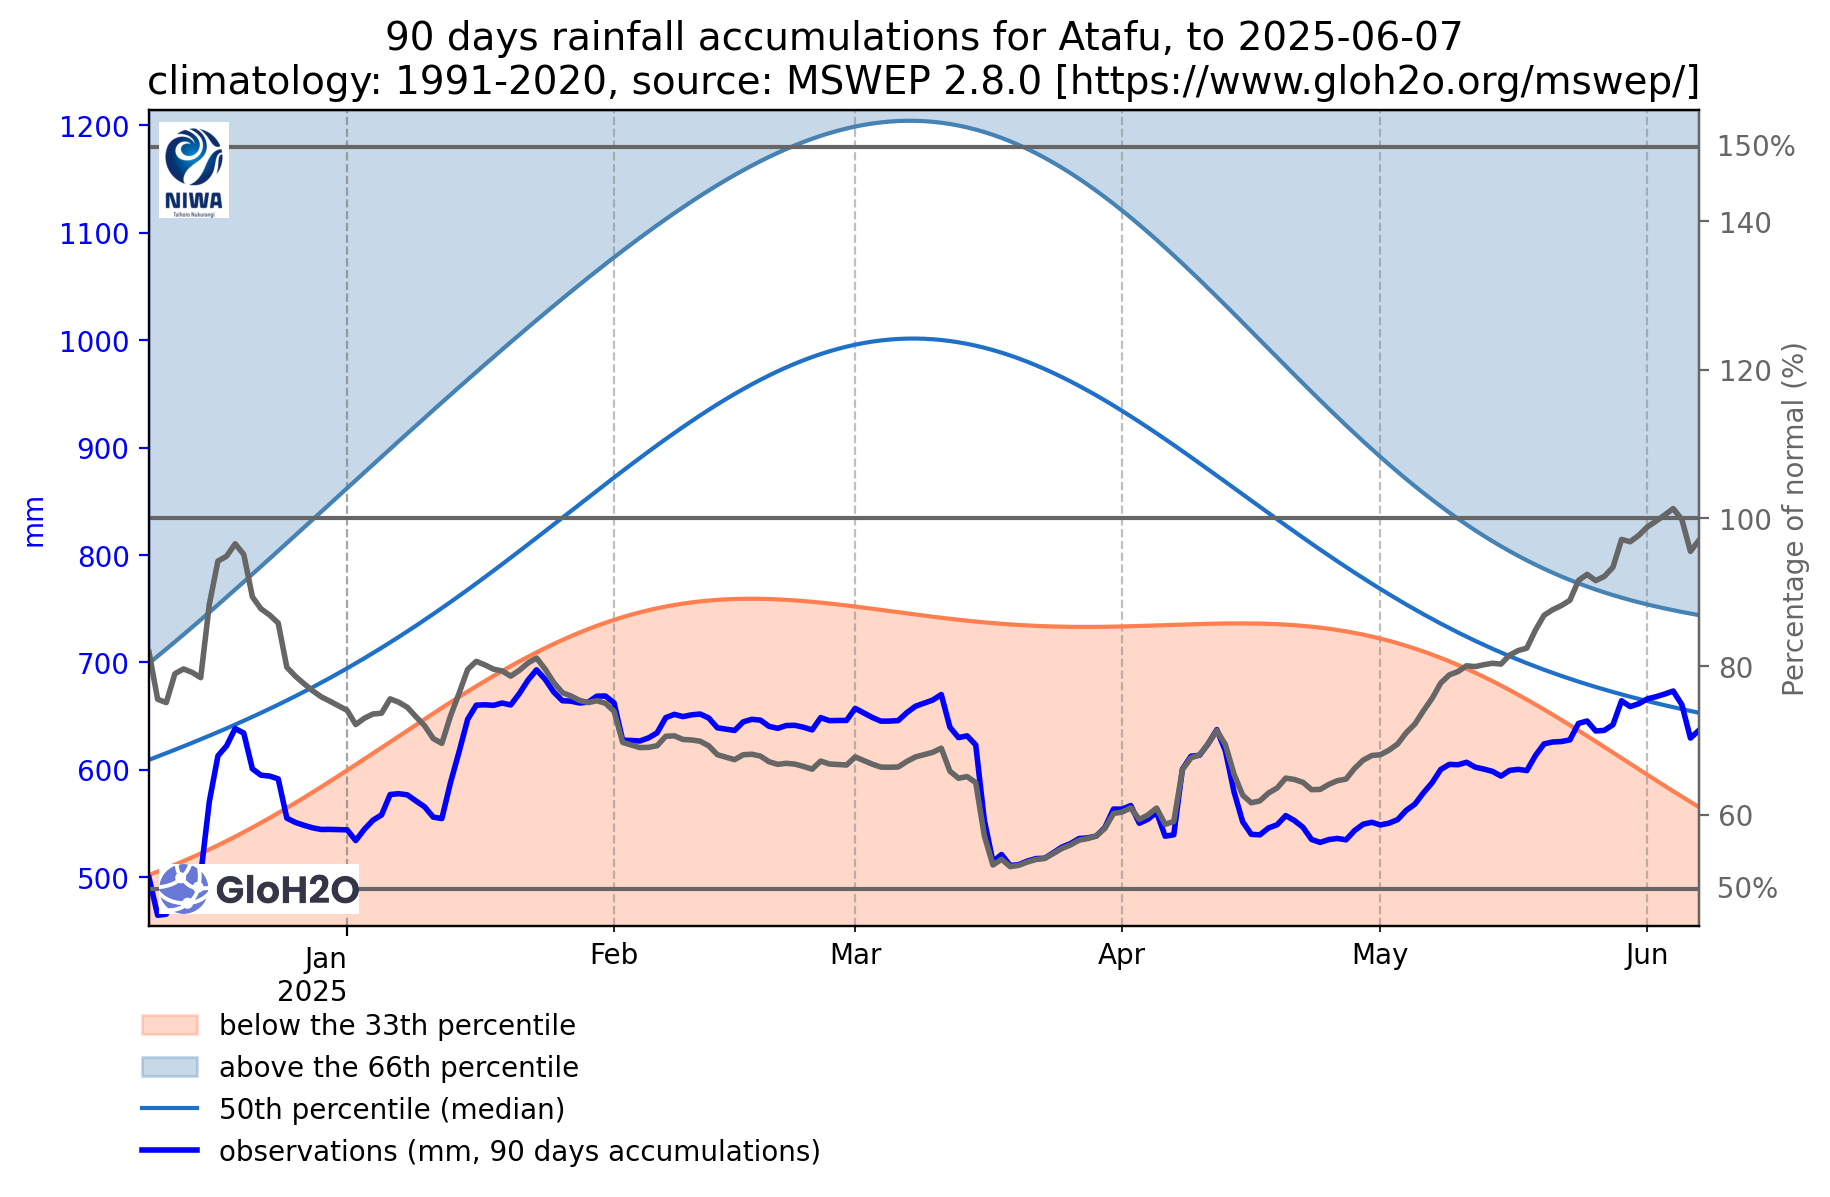 90 days rainfall accumulations for Atafu, to 2025-06-07
climatology: 1991-2020, source: MSWEP 2.8.0 [https://www.gloh2o.org/mswep/]
1200
1100
1000
900
800
700
600
500
mm
NIWA
Taihoro Nukurangi
GloH2O
150%
140
120
100
80
60
50%
Percentage of normal (%)
Jan
2025
Feb
Mar
Apr
May
Jun
below the 33th percentile
above the 66th percentile
50th percentile (median)
observations (mm, 90 days accumulations)